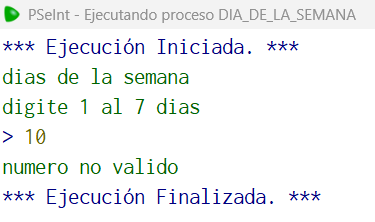 PSeInt - Ejecutando proceso DIA_DE_LA_SEMANA
*** Ejecución Iniciada. ***
dias de la semana
digite 1 al 7 dias
> 10
numero no valido
*** Ejecución Finalizada. ***